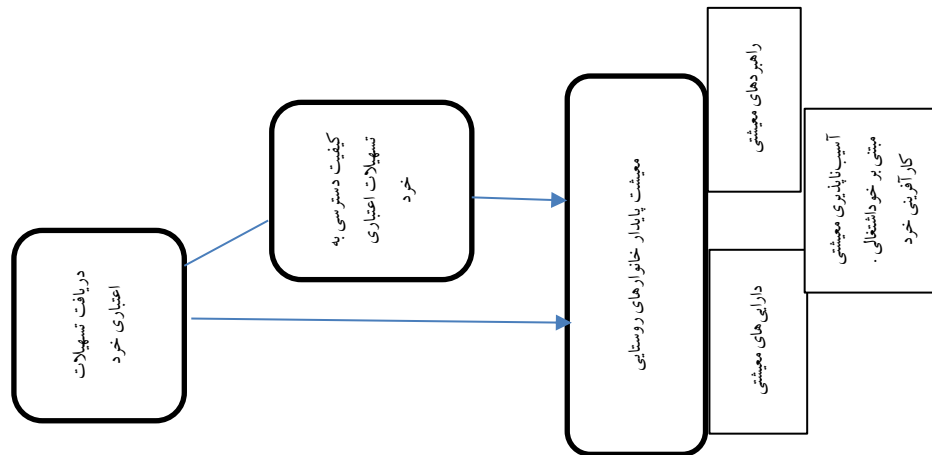 دریافت تسهیلات
اعتباری خرد
کیفیت دسترسی به
تسهیلات اعتباری
خرد
معیشت پایدار خانوارهای روستایی
راهبردهای معیشتی
دارایی‌های معیشتی
آسیب‌ناپذیری معیشتی
مبتنی بر خوداشتغالی .
کارآفرینی خرد